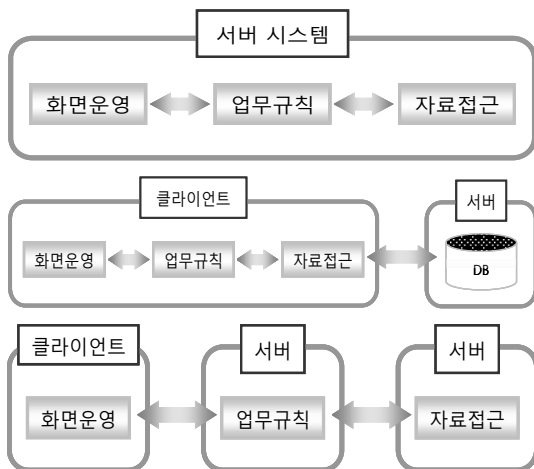 서버 시스템
화면운영 업무규칙 자료접근
클라이언트 서버
화면운영 업무규칙 자료접근 DB
클라이언트 서버 서버
화면운영 업무규칙 자료접근